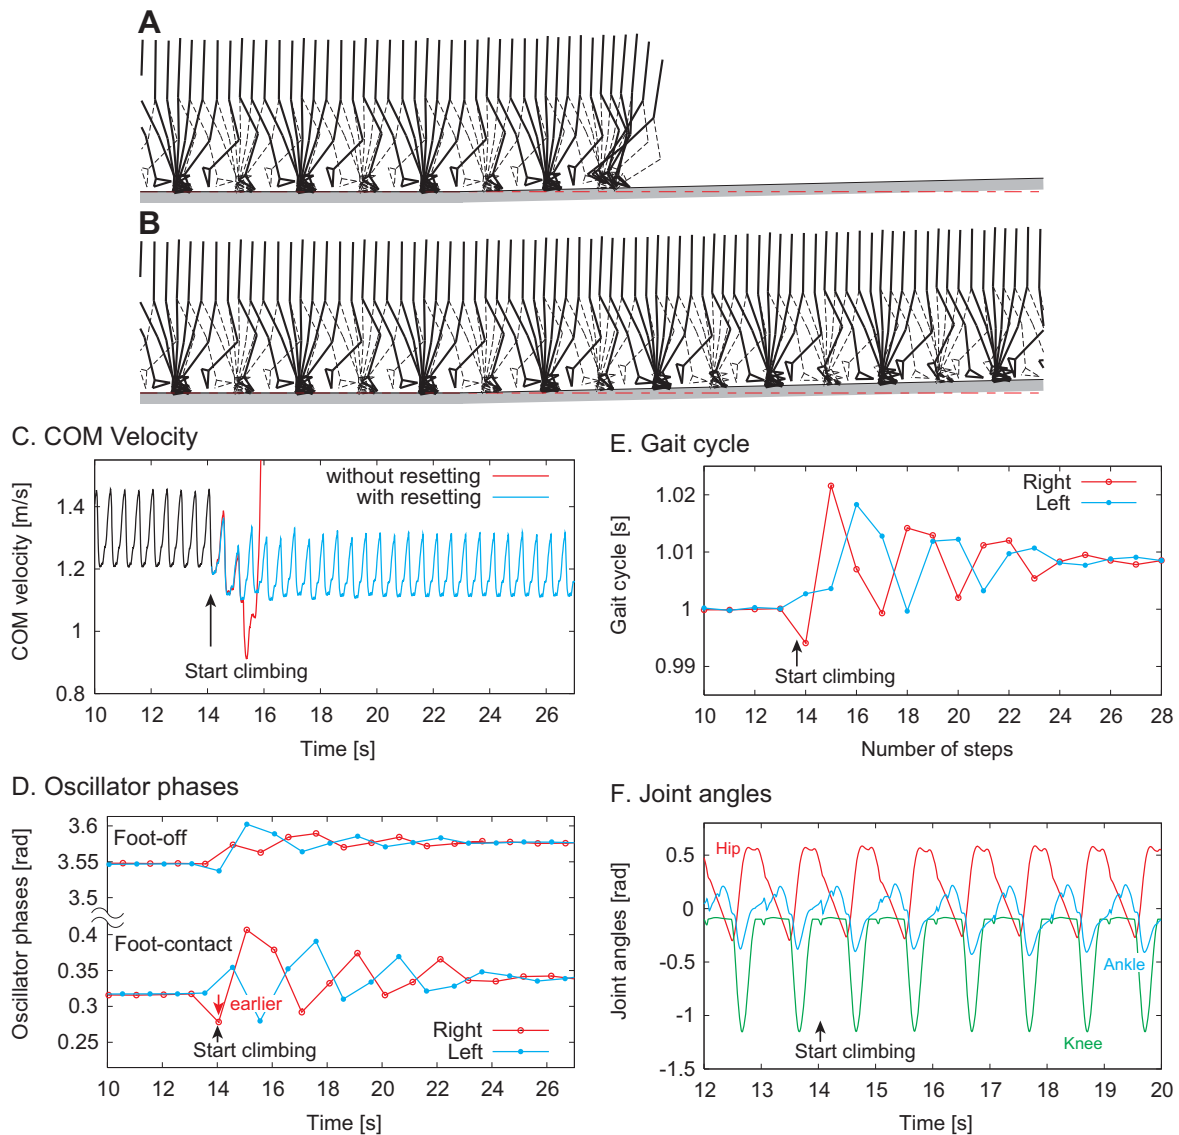 A
B
C. COM Velocity
COM velocity [m/s]
1.4
1.2
1
0.8
without resetting
with resetting
Start climbing
10 12 14 16 18 20 22 24 26
Time [s]
E. Gait cycle
Gait cycle [s]
1.02
1.01
1
0.99
Right
Left
Start climbing
10 12 14 16 18 20 22 24 26 28
Number of steps
D. Oscillator phases
Oscillator phases [rad]
3.6
3.55
3.5
0.4
0.35
0.3
0.25
Foot-off
Foot-contact
earlier
Start climbing
Right
Left
10 12 14 16 18 20 22 24 26
Time [s]
F. Joint angles
Joint angles [rad]
0.5
0
-0.5
-1
-1.5
Hip
Ankle
Knee
Start climbing
12 13 14 15 16 17 18 19 20
Time [s]